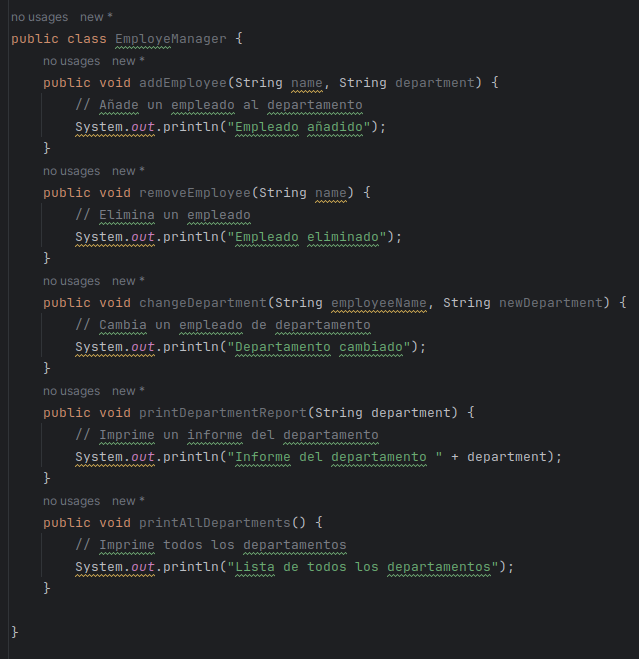 no usages   new *
public class EmployeManager {
no usages   new *
public void addEmployee(String name, String department) {
// Añade un empleado al departamento
System.out.println("Empleado añadido");
}
no usages   new *
public void removeEmployee(String name) {
// Elimina un empleado
System.out.println("Empleado eliminado");
}
no usages   new *
public void changeDepartment(String employeeName, String newDepartment) {
// Cambia un empleado de departamento
System.out.println("Departamento cambiado");
}
no usages   new *
public void printDepartmentReport(String department) {
// Imprime un informe del departamento
System.out.println("Informe del departamento " + department);
}
no usages   new *
public void printAllDepartments() {
// Imprime todos los departamentos
System.out.println("Lista de todos los departamentos");
}
}